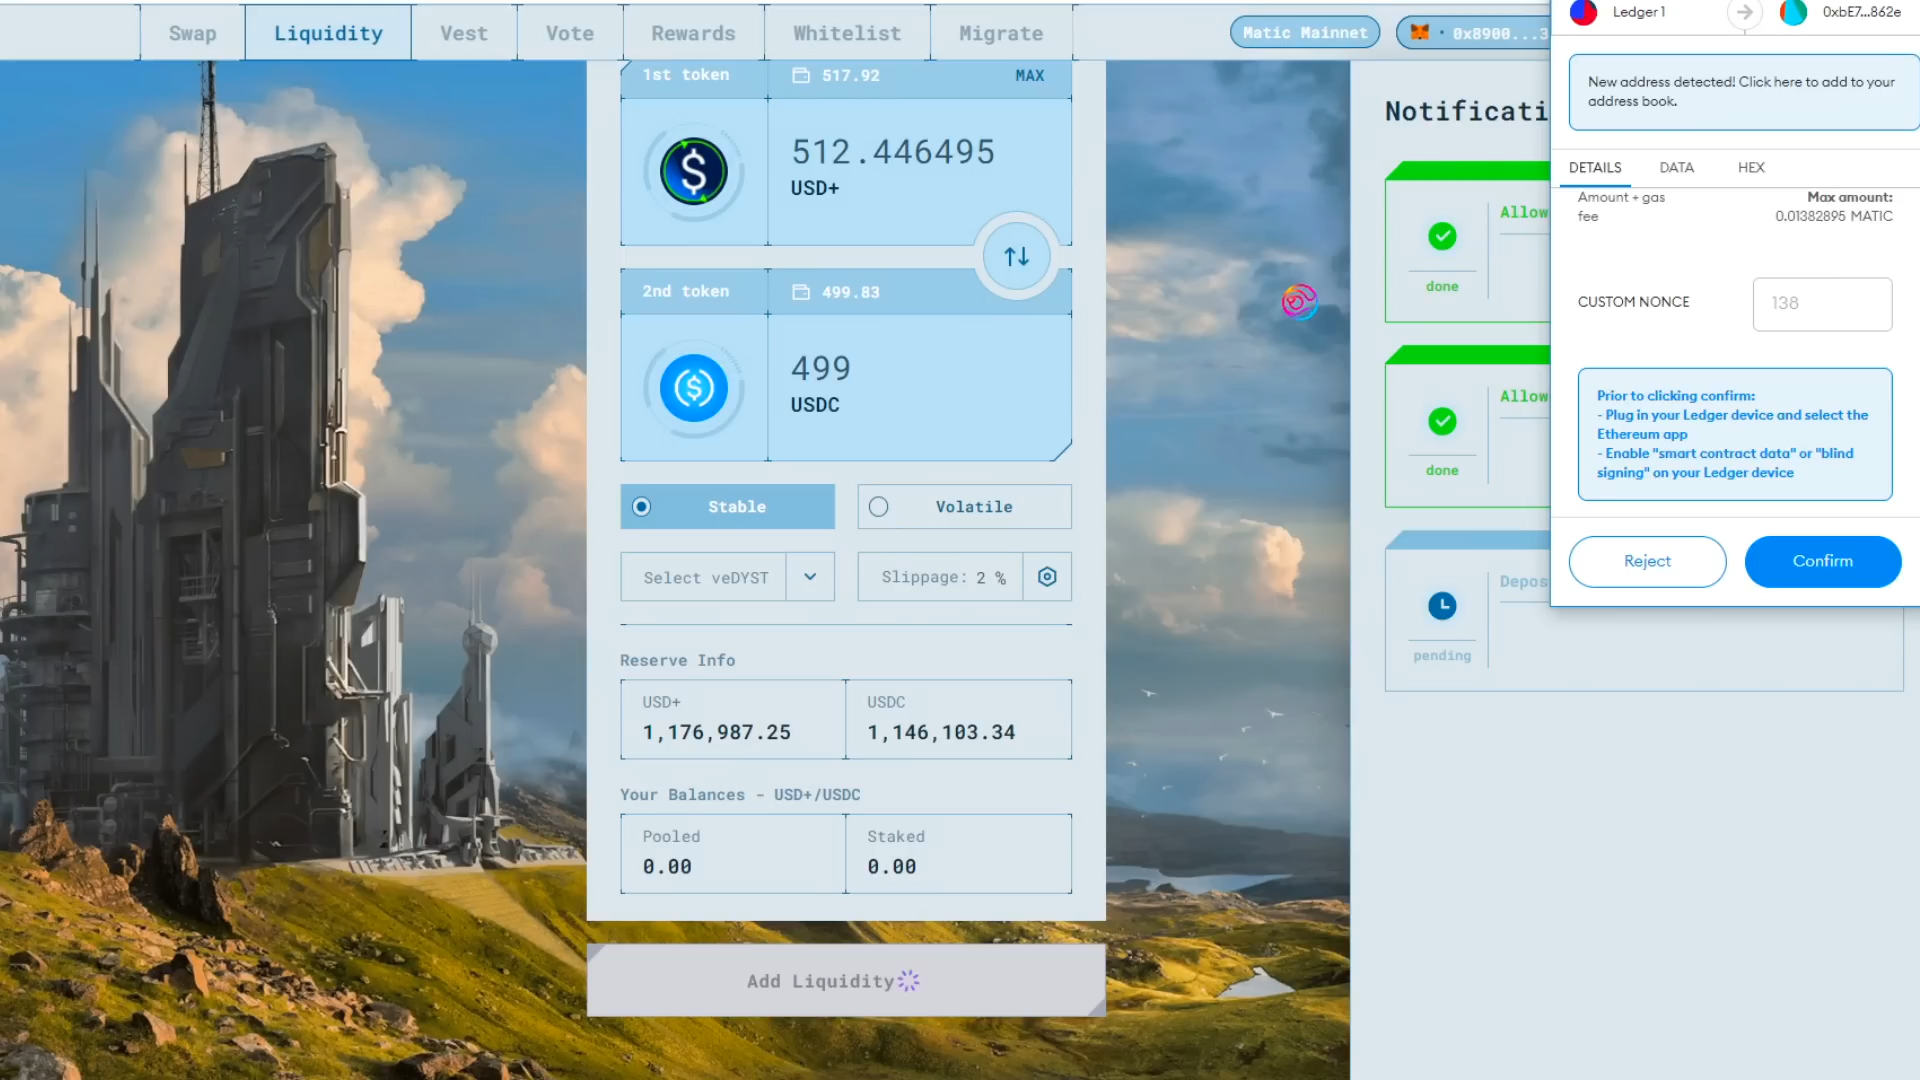 Swap
Liquidity
Vest
Vote
Rewards
Whitelist
Migrate
Matic Mainnet
0x8900...3
1st token
517.92
MAX
512.446495
USD+
2nd token
499.83
499
USDC
Stable
Volatile
Select veDYST
Slippage: 2 %
Reserve Info
USD+
1,176,987.25
USDC
1,146,103.34
Your Balances - USD+/USDC
Pooled
0.00
Staked
0.00
Add Liquidity
Notificati
Allow
done
Allow
done
Depos
pending
Ledger 1
0xbE7...862e
New address detected! Click here to add to your
address book.
DETAILS
DATA
HEX
Amount + gas
fee
Max amount:
0.01382895 MATIC
CUSTOM NONCE
138
Prior to clicking confirm:
- Plug in your Ledger device and select the
Ethereum app
- Enable "smart contract data" or "blind
signing" on your Ledger device
Reject
Confirm